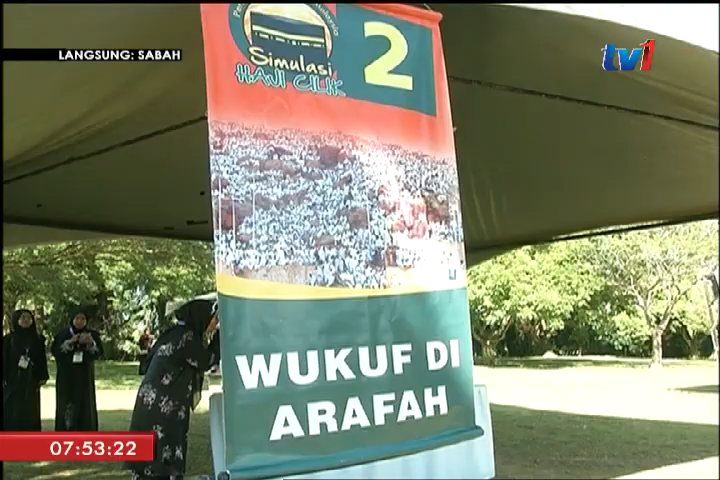 LANGSUNG: SABAH
tv1
Simulasi
HAJI CILIK
2
WUKUF DI
ARAFAH
07:53:22